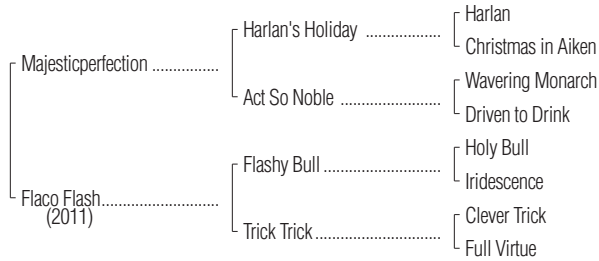 Harlan
Harlan's Holiday ..................
Christmas in Aiken
Majesticperfection ................
Wavering Monarch
Act So Noble ........................
Driven to Drink
Holy Bull
Flashy Bull ............................
Iridescence
Flaco Flash............................
(2011)
Clever Trick
Trick Trick..............................
Full Virtue